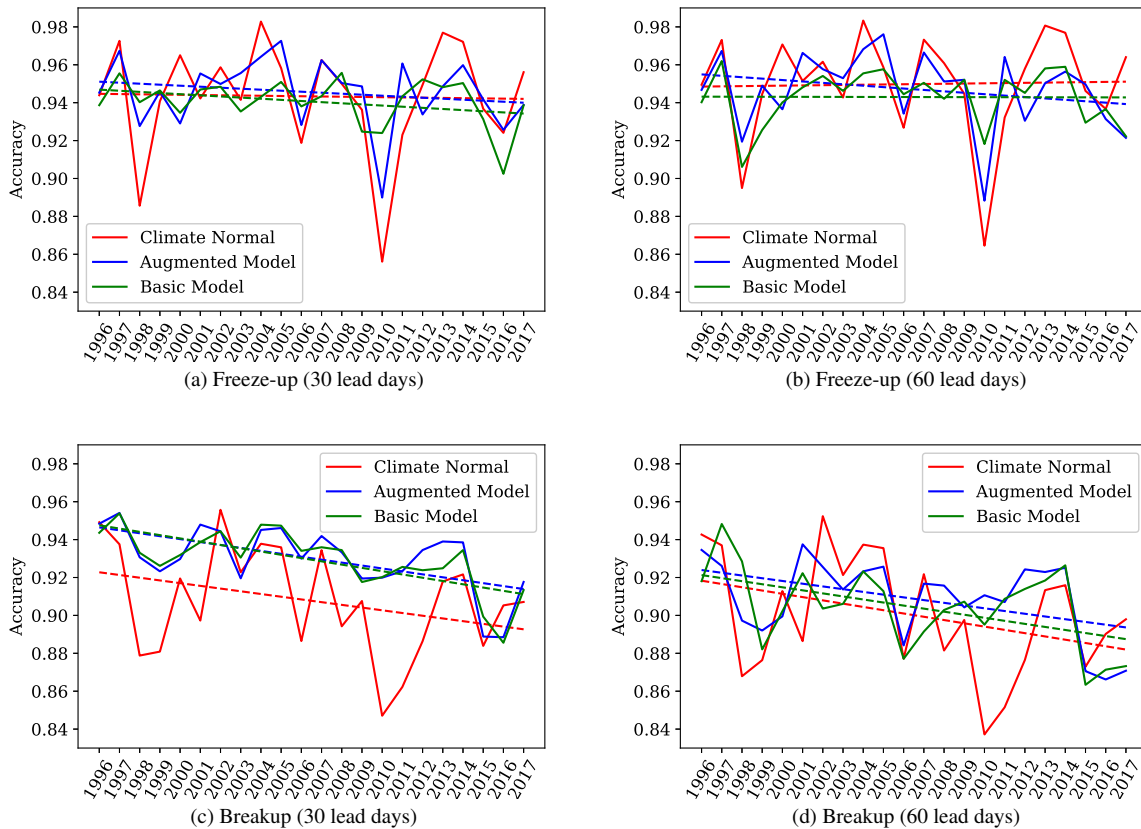 0.98
0.96
0.94
0.92
0.90
0.88
0.86
0.84
Accuracy
Climate Normal
Augmented Model
Basic Model
1996 1997 1998 1999 2000 2001 2002 2003 2004 2005 2006 2007 2008 2009 2010 2011 2012 2013 2014 2015 2016 2017
(a) Freeze-up (30 lead days)
0.98
0.96
0.94
0.92
0.90
0.88
0.86
0.84
Accuracy
Climate Normal
Augmented Model
Basic Model
1996 1997 1998 1999 2000 2001 2002 2003 2004 2005 2006 2007 2008 2009 2010 2011 2012 2013 2014 2015 2016 2017
(b) Freeze-up (60 lead days)
0.98
0.96
0.94
0.92
0.90
0.88
0.86
0.84
Accuracy
Climate Normal
Augmented Model
Basic Model
1996 1997 1998 1999 2000 2001 2002 2003 2004 2005 2006 2007 2008 2009 2010 2011 2012 2013 2014 2015 2016 2017
(c) Breakup (30 lead days)
0.98
0.96
0.94
0.92
0.90
0.88
0.86
0.84
Accuracy
Climate Normal
Augmented Model
Basic Model
1996 1997 1998 1999 2000 2001 2002 2003 2004 2005 2006 2007 2008 2009 2010 2011 2012 2013 2014 2015 2016 2017
(d) Breakup (60 lead days)